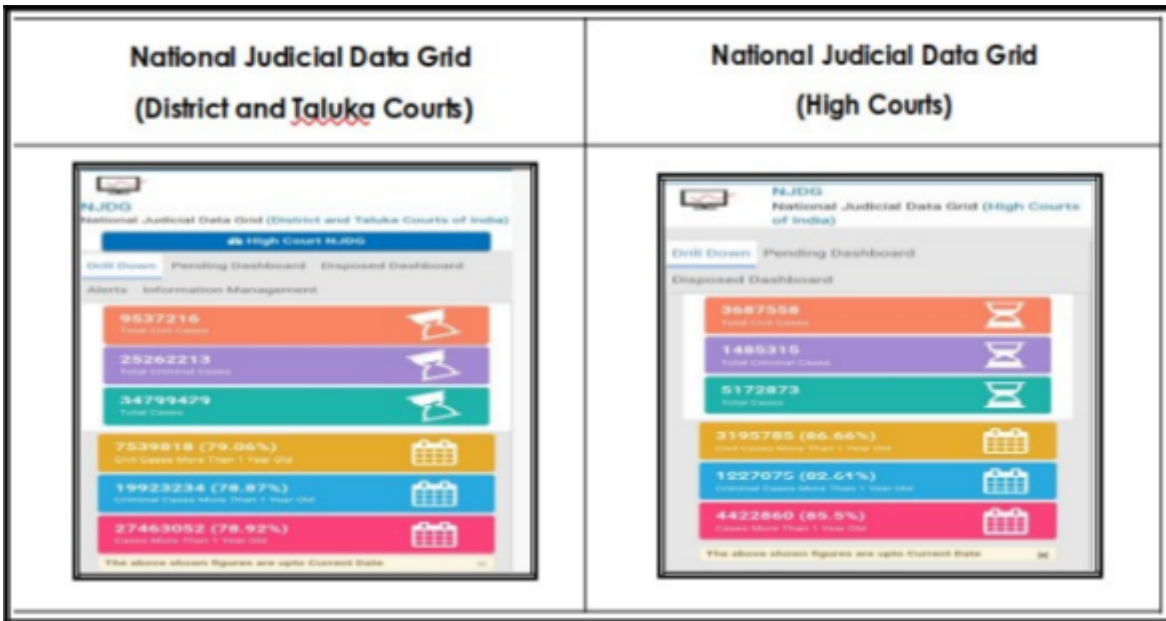 National Judicial Data Grid
(District and Taluka Courts)
NJDG
National Judicial Data Grid (District and Taluka Courts of India)
High Court NJDG
Drill Down Pending Dashboard Disposed Dashboard
Alerts Information Management
9537216
Total Civil Cases
25262213
Total Criminal Cases
34799429
Total Cases
7539818 (79.06%)
Civil Cases More Than 1 Year Old
19923234 (78.87%)
Criminal Cases More Than 1 Year Old
27463052 (78.92%)
Cases More Than 1 Year Old
The above shown figures are upto Current Date
National Judicial Data Grid
(High Courts)
NJDG
National Judicial Data Grid (High Courts
of India)
Drill Down Pending Dashboard
Disposed Dashboard
3687558
Total Civil Cases
1485315
Total Criminal Cases
5172873
Total Cases
3195785 (86.66%)
Civil Cases More Than 1 Year Old
1227075 (82.61%)
Criminal Cases More Than 1 Year Old
4422860 (85.5%)
Cases More Than 1 Year Old
The above shown figures are upto Current Date